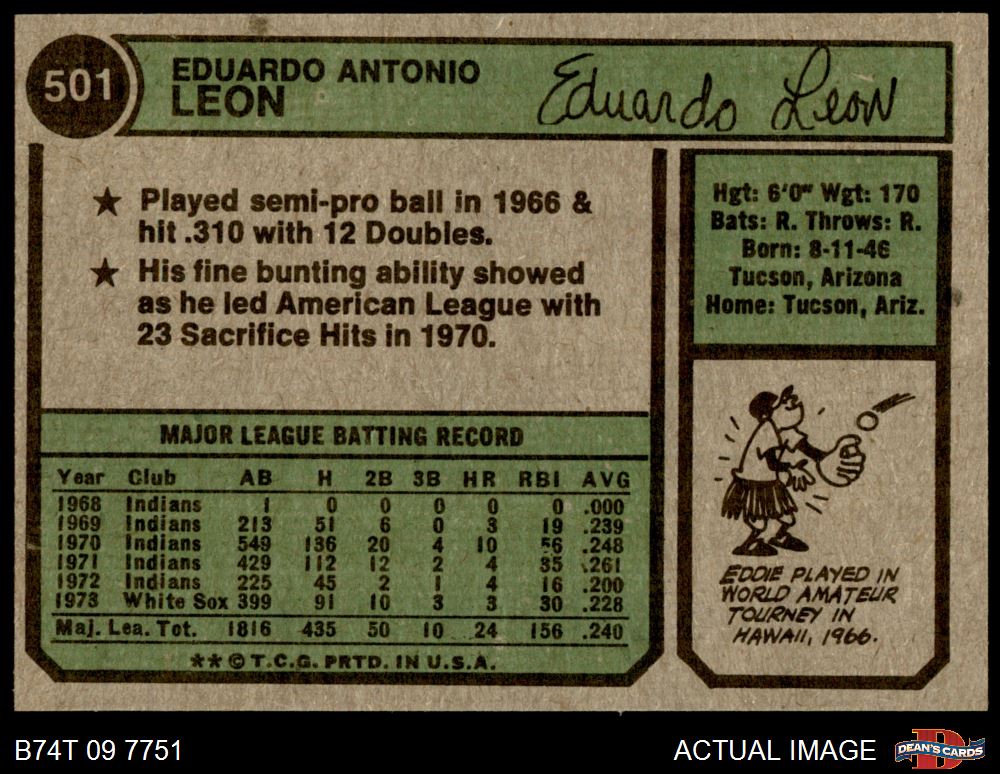 501
EDUARDO ANTONIO
LEON
Eduardo Leon
★ Played semi-pro ball in 1966 &
hit .310 with 12 Doubles.
★ His fine bunting ability showed
as he led American League with
23 Sacrifice Hits in 1970.
Hgt: 6'0" Wgt: 170
Bats: R. Throws: R.
Born: 8-11-46
Tucson, Arizona
Home: Tucson, Ariz.
MAJOR LEAGUE BATTING RECORD
Year Club AB H 2B 3B HR RBI AVG
1968 Indians 1 0 0 0 0 0 .000
1969 Indians 213 51 6 0 3 19 .239
1970 Indians 549 136 20 4 10 56 .248
1971 Indians 429 112 12 2 4 35 .261
1972 Indians 225 45 2 1 4 16 .200
1973 White Sox 399 91 10 3 3 30 .228
Maj. Lea. Tot. 1816 435 50 10 24 156 .240
**© T.C.G. PRTD. IN U.S.A.
EDDIE PLAYED IN
WORLD AMATEUR
TOURNEY IN
HAWAII, 1966.
B74T 09 7751
ACTUAL IMAGE
D
DEAN'S CARDS